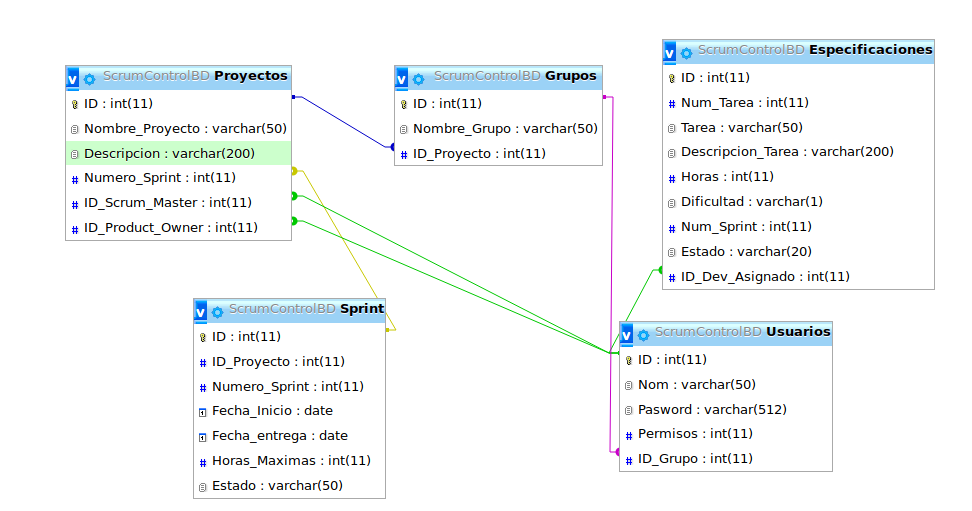 ScrumControlBD Proyectos
ID : int(11)
Nombre_Proyecto : varchar(50)
Descripcion : varchar(200)
Numero_Sprint : int(11)
ID_Scrum_Master : int(11)
ID_Product_Owner : int(11)
ScrumControlBD Grupos
ID : int(11)
Nombre_Grupo : varchar(50)
ID_Proyecto : int(11)
ScrumControlBD Especificaciones
ID : int(11)
Num_Tarea : int(11)
Tarea : varchar(50)
Descripcion_Tarea : varchar(200)
Horas : int(11)
Dificultad : varchar(1)
Num_Sprint : int(11)
Estado : varchar(20)
ID_Dev_Asignado : int(11)
ScrumControlBD Sprint
ID : int(11)
ID_Proyecto : int(11)
Numero_Sprint : int(11)
Fecha_Inicio : date
Fecha_entrega : date
Horas_Maximas : int(11)
Estado : varchar(50)
ScrumControlBD Usuarios
ID : int(11)
Nom : varchar(50)
Pasword : varchar(512)
Permisos : int(11)
ID_Grupo : int(11)